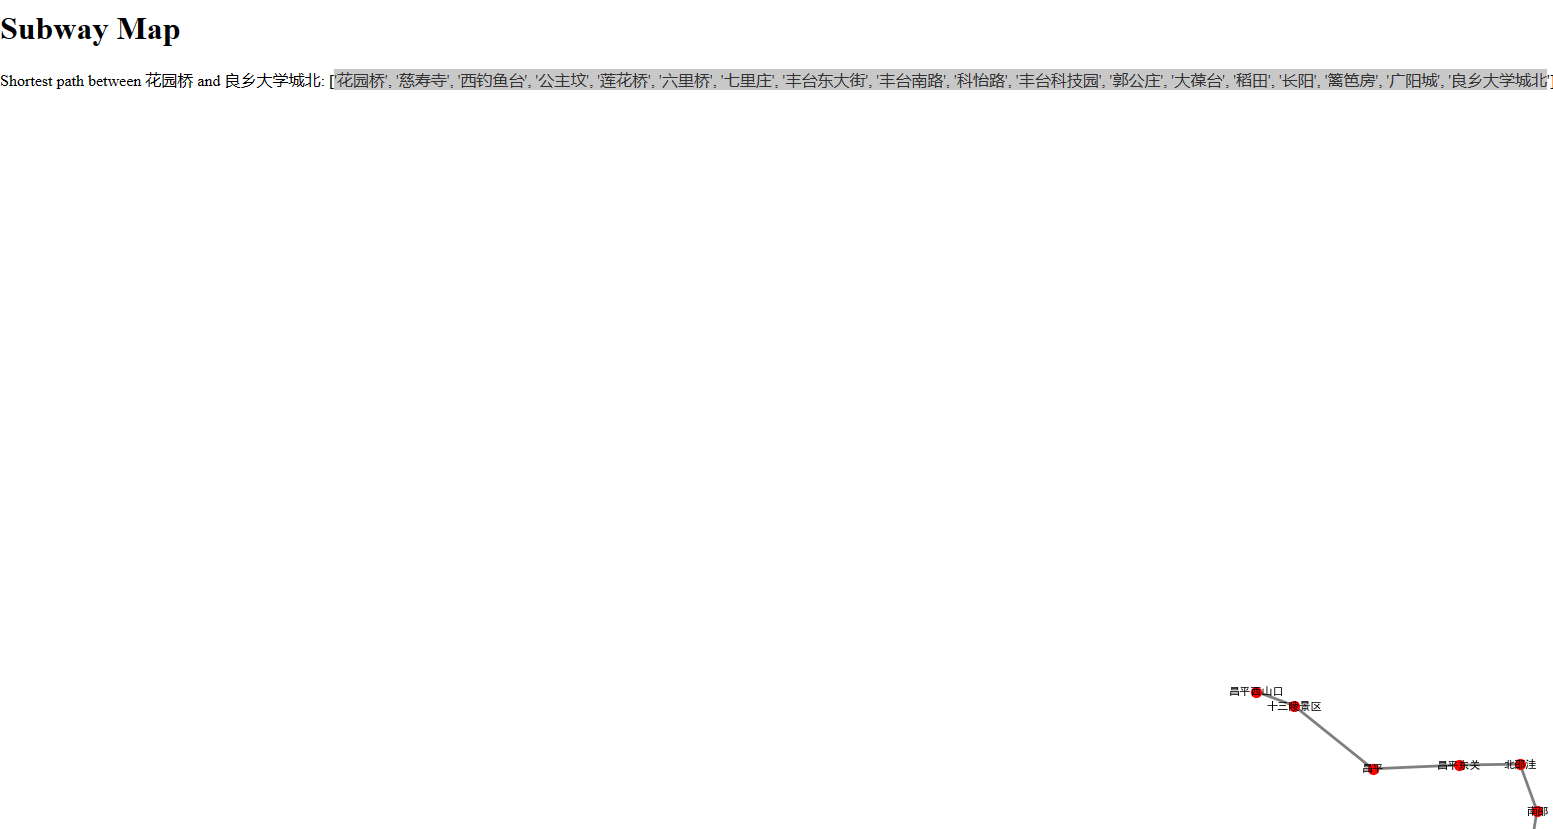 Subway Map
Shortest path between 花园桥 and 良乡大学城北: ['花园桥', '慈寿寺', '西钓鱼台', '公主坟', '莲花桥', '六里桥', '七里庄', '丰台东大街', '丰台南路', '科怡路', '丰台科技园', '郭公庄', '大葆台', '稻田', '长阳', '篱笆房', '广阳城', '良乡大学城北']
昌平西山口
十三陵景区
昌平
昌平东关
北邵洼
南邵